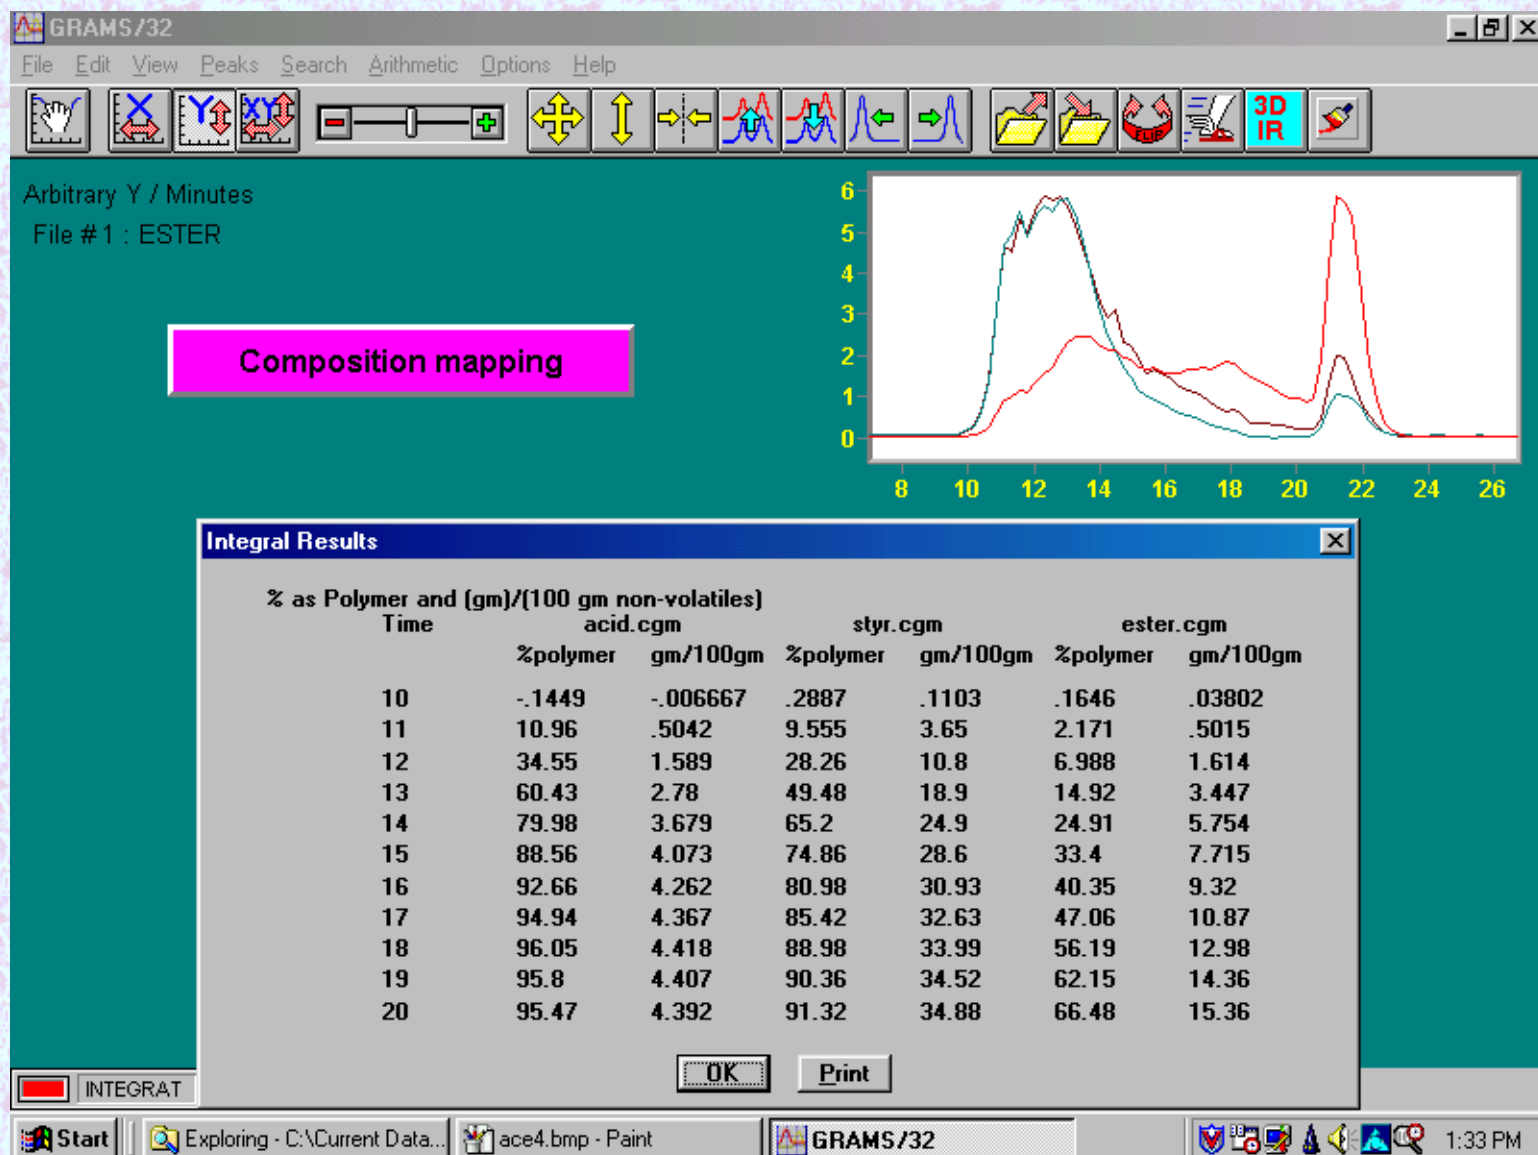 GRAMS/32
File Edit View Peaks Search Arithmetic Options Help
X Y XY FLIP 3D IR
Arbitrary Y / Minutes
File # 1 : ESTER
Composition mapping
6
5
4
3
2
1
0
8 10 12 14 16 18 20 22 24 26
Integral Results
% as Polymer and (gm)/(100 gm non-volatiles)
Time acid.cgm styr.cgm ester.cgm
%polymer gm/100gm %polymer gm/100gm %polymer gm/100gm
10 -.1449 -.006667 .2887 .1103 .1646 .03802
11 10.96 .5042 9.555 3.65 2.171 .5015
12 34.55 1.589 28.26 10.8 6.988 1.614
13 60.43 2.78 49.48 18.9 14.92 3.447
14 79.98 3.679 65.2 24.9 24.91 5.754
15 88.56 4.073 74.86 28.6 33.4 7.715
16 92.66 4.262 80.98 30.93 40.35 9.32
17 94.94 4.367 85.42 32.63 47.06 10.87
18 96.05 4.418 88.98 33.99 56.19 12.98
19 95.8 4.407 90.36 34.52 62.15 14.36
20 95.47 4.392 91.32 34.88 66.48 15.36
OK Print
INTEGRAT
Start Exploring - C:\Current Data... ace4.bmp - Paint GRAMS/32 1:33 PM